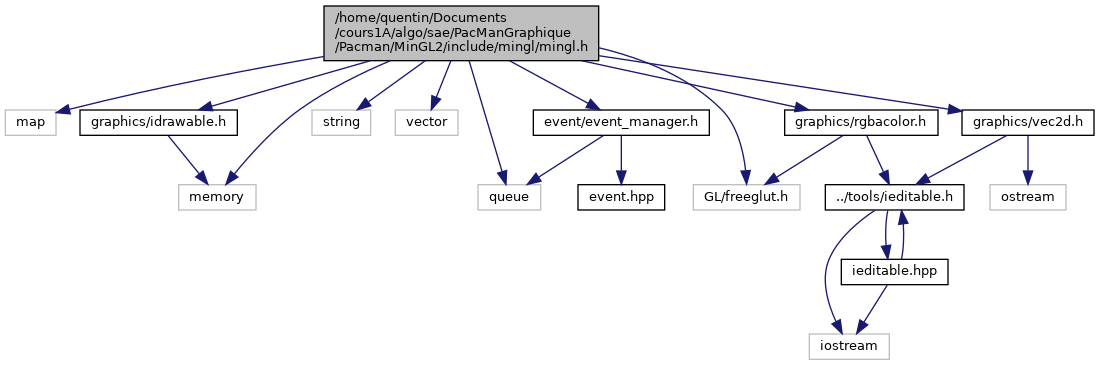 /home/quentin/Documents
/cours1A/algo/sae/PacManGraphique
/Pacman/MinGL2/include/mingl/mingl.h
map
graphics/idrawable.h
string
vector
event/event_manager.h
graphics/rgbacolor.h
graphics/vec2d.h
memory
queue
event.hpp
GL/freeglut.h
../tools/ieditable.h
ostream
ieditable.hpp
iostream